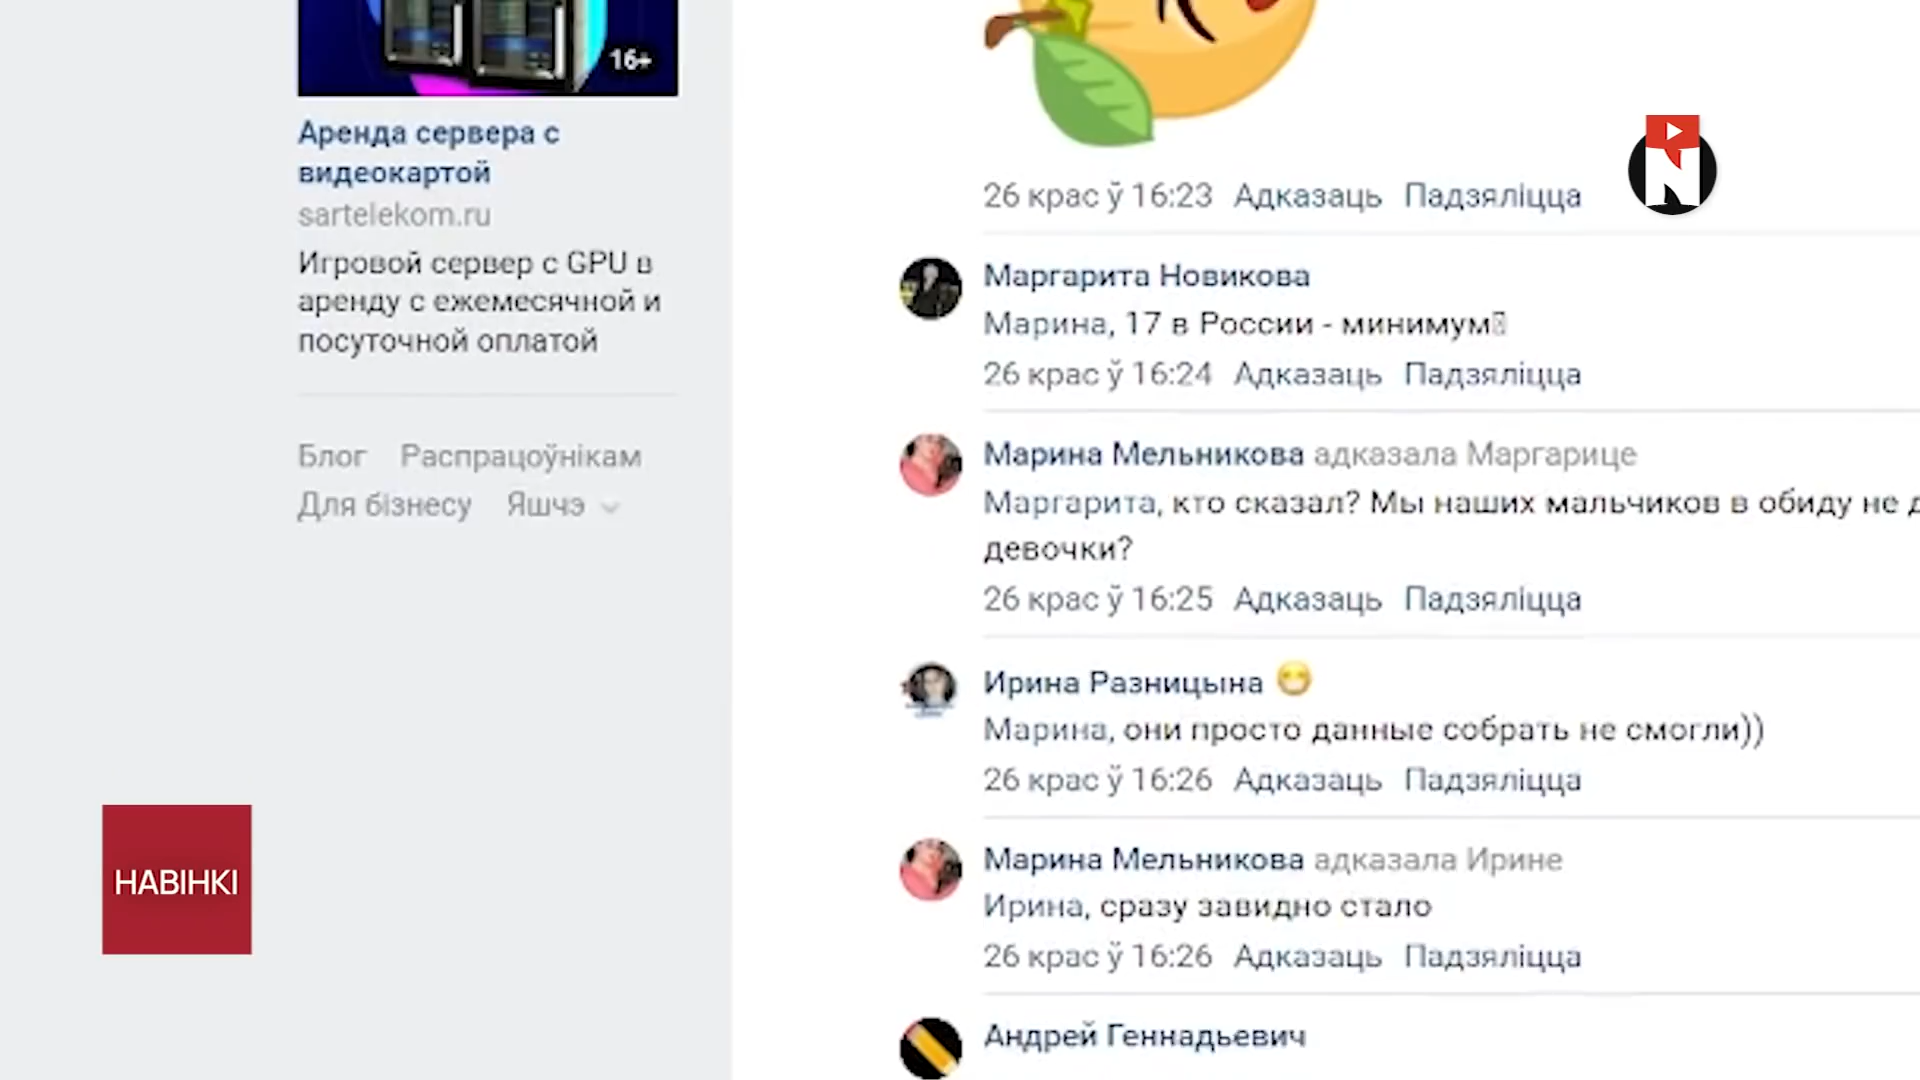 16+
Аренда сервера с
видеокартой
sartelekom.ru
Игровой сервер с GPU в
аренду с ежемесячной и
посуточной оплатой
Блог Распрацоўнікам
Для бізнесу Яшчэ
НАВІНКІ
N
26 крас ў 16:23 Адказаць Падзяліцца
Маргарита Новикова
Марина, 17 в России - минимум
26 крас ў 16:24 Адказаць Падзяліцца
Марина Мельникова адказала Маргарице
Маргарита, кто сказал? Мы наших мальчиков в обиду не
девочки?
26 крас ў 16:25 Адказаць Падзяліцца
Ирина Разницына 😁
Марина, они просто данные собрать не смогли))
26 крас ў 16:26 Адказаць Падзяліцца
Марина Мельникова адказала Ирине
Ирина, сразу завидно стало
26 крас ў 16:26 Адказаць Падзяліцца
Андрей Геннадьевич